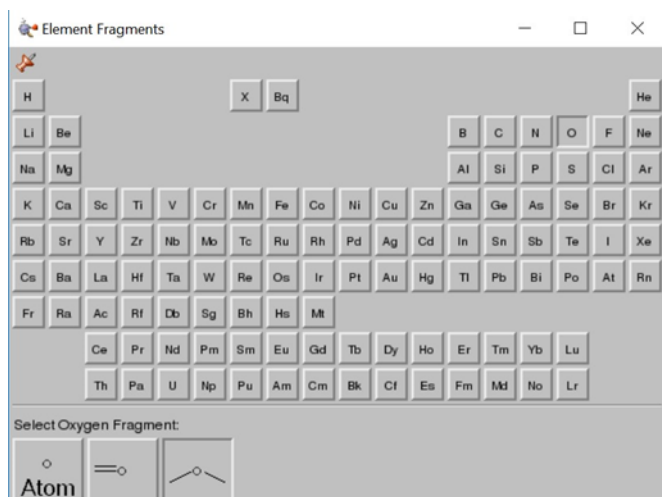 Element Fragments
H X Bq He
Li Be B C N O F Ne
Na Mg Al Si P S Cl Ar
K Ca Sc Ti V Cr Mn Fe Co Ni Cu Zn Ga Ge As Se Br Kr
Rb Sr Y Zr Nb Mo Tc Ru Rh Pd Ag Cd In Sn Sb Te I Xe
Cs Ba La Hf Ta W Re Os Ir Pt Au Hg Tl Pb Bi Po At Rn
Fr Ra Ac Rf Db Sg Bh Hs Mt
Ce Pr Nd Pm Sm Eu Gd Tb Dy Ho Er Tm Yb Lu
Th Pa U Np Pu Am Cm Bk Cf Es Fm Md No Lr
Select Oxygen Fragment:
Atom